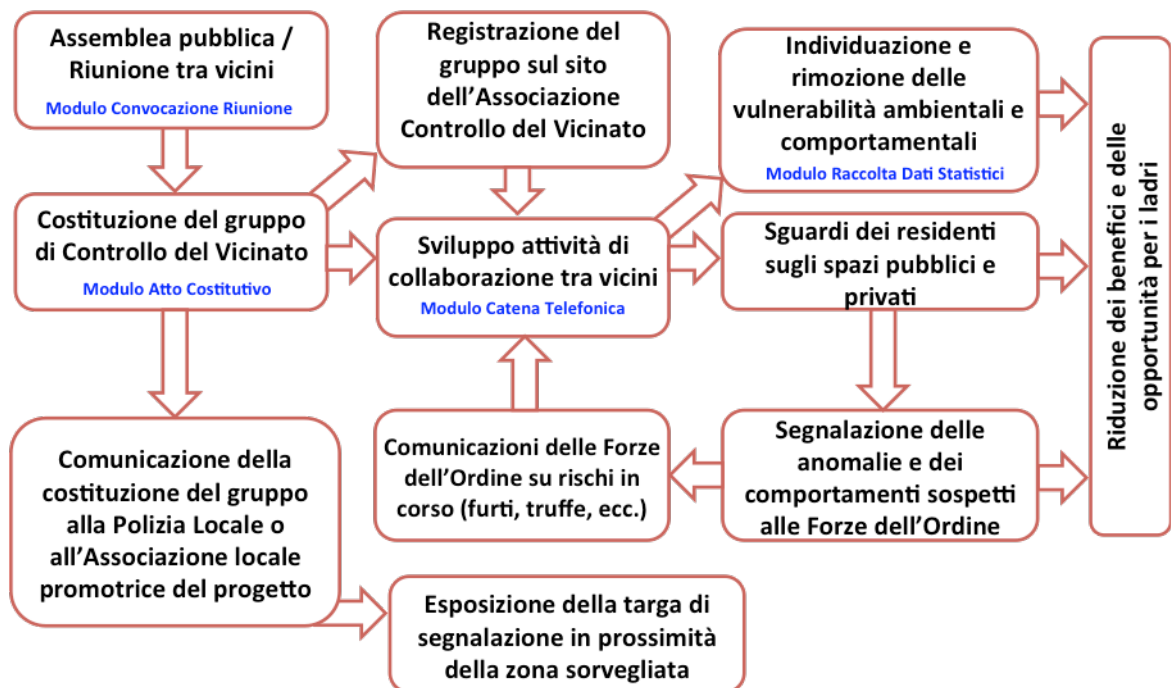 Assemblea pubblica /
Riunione tra vicini
Modulo Convocazione Riunione
Registrazione del
gruppo sul sito
dell’Associazione
Controllo del Vicinato
Individuazione e
rimozione delle
vulnerabilità ambientali e
comportamentali
Modulo Raccolta Dati Statistici
Costituzione del gruppo
di Controllo del Vicinato
Modulo Atto Costitutivo
Sviluppo attività di
collaborazione tra vicini
Modulo Catena Telefonica
Sguardi dei residenti
sugli spazi pubblici e
privati
Comunicazione della
costituzione del gruppo
alla Polizia Locale o
all’Associazione locale
promotrice del progetto
Comunicazioni delle Forze
dell’Ordine su rischi in
corso (furti, truffe, ecc.)
Segnalazione delle
anomalie e dei
comportamenti sospetti
alle Forze dell’Ordine
Esposizione della targa di
segnalazione in prossimità
della zona sorvegliata
Riduzione dei benefici e delle
opportunità per i ladri